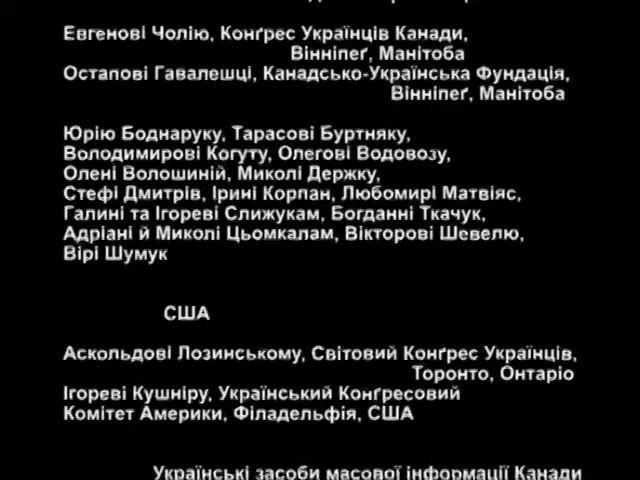 Евгенові Чолію, Конґрес Українців Канади,
Вінніпеґ, Манітоба
Остапові Гавалешці, Канадсько-Українська Фундація,
Вінніпеґ, Манітоба
Юрію Боднаруку, Тарасові Буртняку,
Володимирові Когуту, Олегові Водовозу,
Олені Волошиній, Миколі Держку,
Стефі Дмитрів, Ірині Корпан, Любомирі Матвіяс,
Галині та Ігореві Слижукам, Богданні Ткачук,
Адріані й Миколі Цьомкалам, Вікторові Шевелю,
Вірі Шумук
США
Аскольдові Лозинському, Світовий Конґрес Українців,
Торонто, Онтаріо
Ігореві Кушніру, Український Конґресовий
Комітет Америки, Філадельфія, США
Українські засоби масової інформації Канади